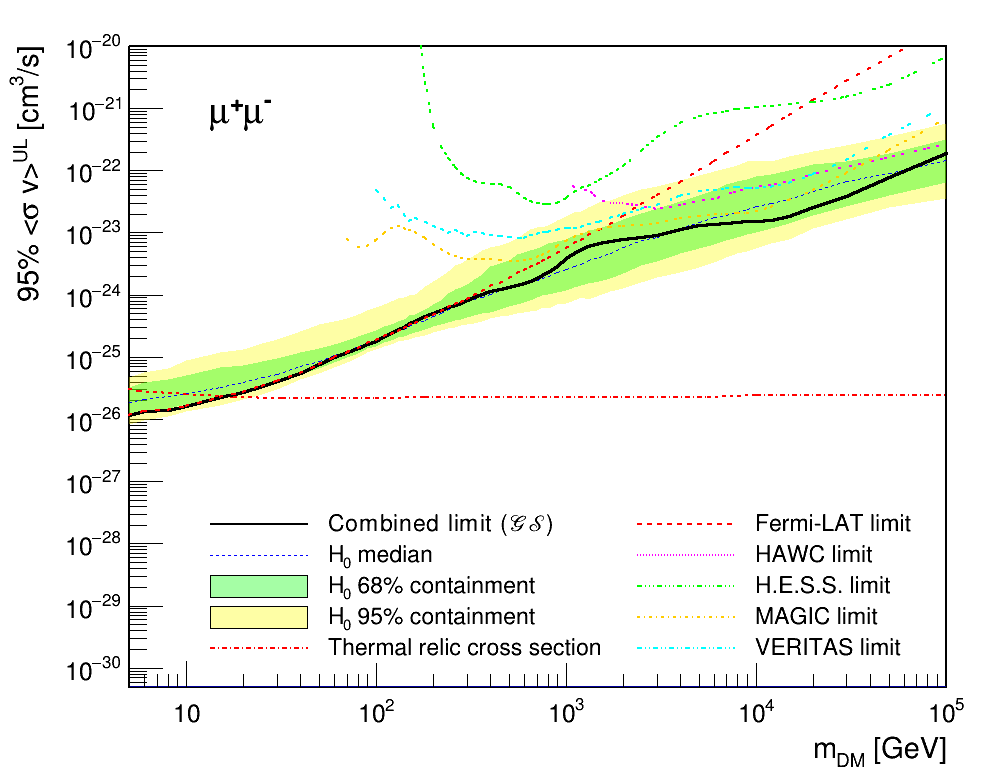 95% <σ v>^UL [cm³/s]
10⁻²⁰
10⁻²¹
10⁻²²
10⁻²³
10⁻²⁴
10⁻²⁵
10⁻²⁶
10⁻²⁷
10⁻²⁸
10⁻²⁹
10⁻³⁰
μ⁺μ⁻
Combined limit (𝒢𝒮)
H₀ median
H₀ 68% containment
H₀ 95% containment
Thermal relic cross section
Fermi-LAT limit
HAWC limit
H.E.S.S. limit
MAGIC limit
VERITAS limit
10 10² 10³ 10⁴ 10⁵
m_DM [GeV]